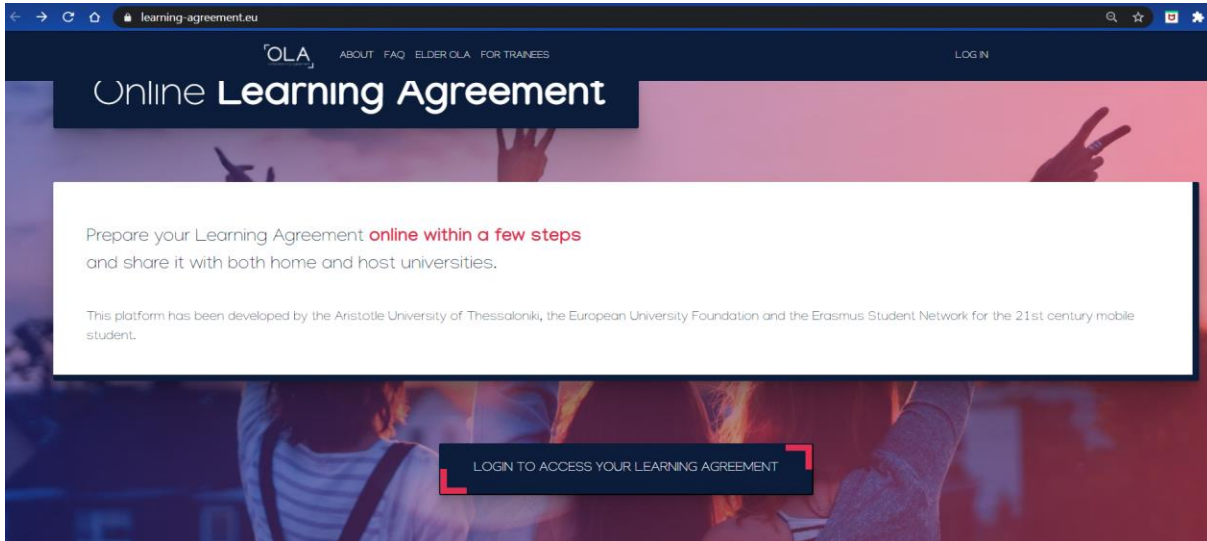 learning-agreement.eu
OLA ABOUT FAQ ELDER OLA FOR TRAINEES LOG IN
Online Learning Agreement
Prepare your Learning Agreement online within a few steps
and share it with both home and host universities.
This platform has been developed by the Aristotle University of Thessaloniki, the European University Foundation and the Erasmus Student Network for the 21st century mobile
student.
LOGIN TO ACCESS YOUR LEARNING AGREEMENT